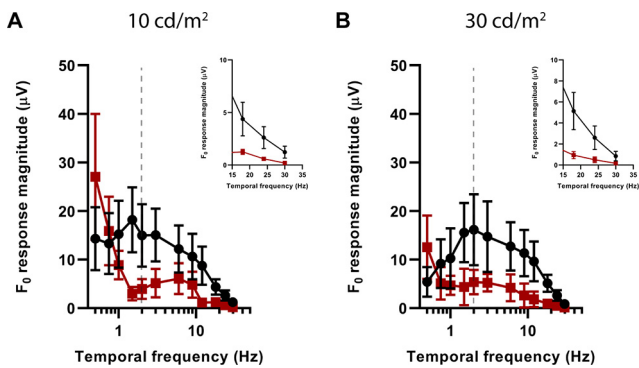 A
10 cd/m²
B
30 cd/m²
F₀ response magnitude (μV)
50
40
30
20
10
0
1
10
Temporal frequency (Hz)
F₀ response magnitude (μV)
10
5
0
15 20 25 30 35
Temporal frequency (Hz)
F₀ response magnitude (μV)
50
40
30
20
10
0
1
10
Temporal frequency (Hz)
F₀ response magnitude (μV)
10
8
6
4
2
0
15 20 25 30 35
Temporal frequency (Hz)